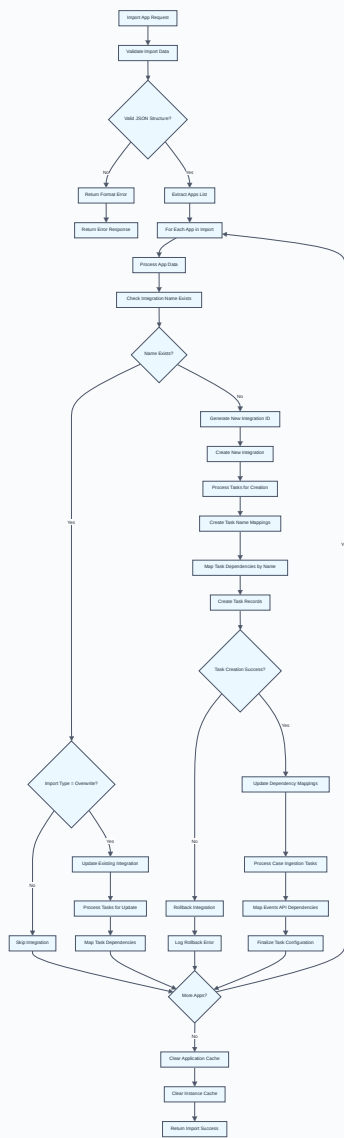 Import App Request
Validate Import Data
Valid JSON Structure?
No
Yes
Return Format Error
Extract Apps List
Return Error Response
For Each App in Import
Process App Data
Check Integration Name Exists
Name Exists?
No
Generate New Integration ID
Create New Integration
Process Tasks for Creation
Create Task Name Mappings
Yes
Map Task Dependencies by Name
Create Task Records
Task Creation Success?
Yes
Import Type = Overwrite?
Update Dependency Mappings
Yes
No
Update Existing Integration
Process Case Ingestion Tasks
No
Process Tasks for Update
Rollback Integration
Map Events API Dependencies
Skip Integration
Map Task Dependencies
Log Rollback Error
Finalize Task Configuration
More Apps?
No
Clear Application Cache
Clear Instance Cache
Return Import Success